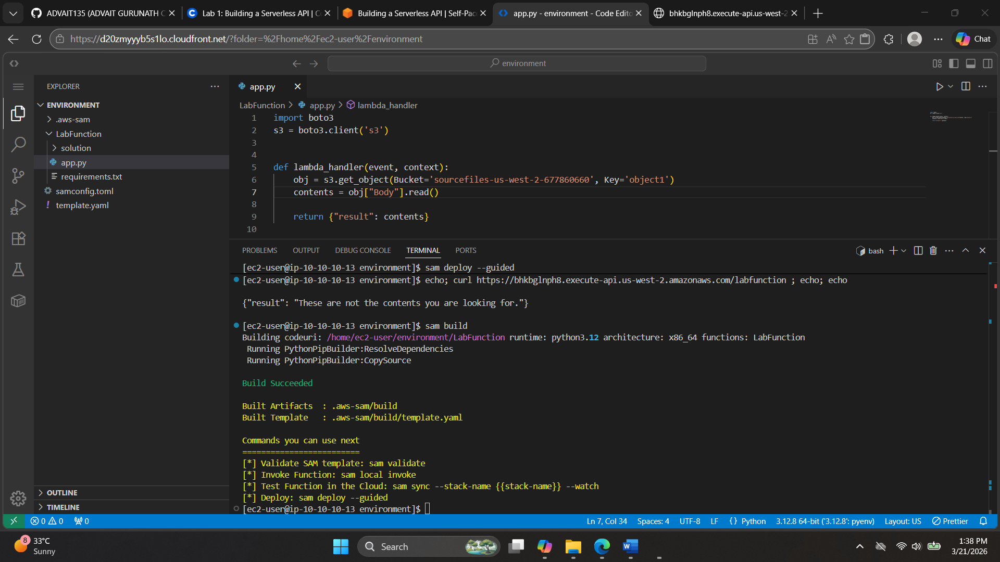 ADVAIT135 (ADVAIT GURUNATH C
Lab 1: Building a Serverless API | Co
Building a Serverless API | Self-Pac
app.py - environment - Code Edito
bhkbglnph8.execute-api.us-west-2
https://d20zmyyyb5s1lo.cloudfront.net/?folder=%2Fhome%2Fec2-user%2Fenvironment
Chat
environment
EXPLORER
ENVIRONMENT
.aws-sam
LabFunction
solution
app.py
requirements.txt
samconfig.toml
template.yaml
OUTLINE
TIMELINE
app.py
LabFunction > app.py > lambda_handler
1 import boto3
2 s3 = boto3.client('s3')
3
4
5 def lambda_handler(event, context):
6 obj = s3.get_object(Bucket='sourcefiles-us-west-2-677860660', Key='object1')
7 contents = obj["Body"].read()
8
9 return {"result": contents}
10
PROBLEMS OUTPUT DEBUG CONSOLE TERMINAL PORTS
bash
[ec2-user@ip-10-10-10-13 environment]$ sam deploy --guided
[ec2-user@ip-10-10-10-13 environment]$ echo; curl https://bhkbglnph8.execute-api.us-west-2.amazonaws.com/labfunction ; echo; echo
{"result": "These are not the contents you are looking for."}
[ec2-user@ip-10-10-10-13 environment]$ sam build
Building codeuri: /home/ec2-user/environment/LabFunction runtime: python3.12 architecture: x86_64 functions: LabFunction
Running PythonPipBuilder:ResolveDependencies
Running PythonPipBuilder:CopySource
Build Succeeded
Built Artifacts : .aws-sam/build
Built Template : .aws-sam/build/template.yaml
Commands you can use next
=========================
[*] Validate SAM template: sam validate
[*] Invoke Function: sam local invoke
[*] Test Function in the Cloud: sam sync --stack-name {{stack-name}} --watch
[*] Deploy: sam deploy --guided
[ec2-user@ip-10-10-10-13 environment]$
0 0 0
Ln 7, Col 34 Spaces: 4 UTF-8 LF {} Python 3.12.8 64-bit ('3.12.8': pyenv) Layout: US Prettier
8
33°C
Sunny
Search
1:38 PM
3/21/2026